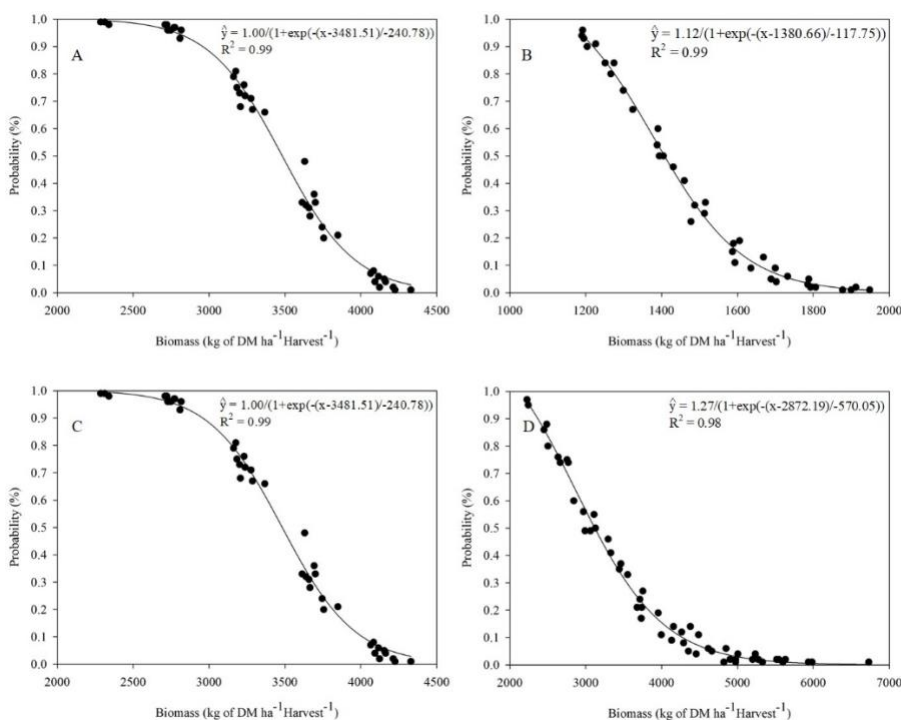 A
ŷ = 1.00/(1+exp(-(x-3481.51)/-240.78))
R² = 0.99
Probability (%)
1.0
0.9
0.8
0.7
0.6
0.5
0.4
0.3
0.2
0.1
0.0
2000 2500 3000 3500 4000 4500
Biomass (kg of DM ha⁻¹Harvest⁻¹)
B
ŷ = 1.12/(1+exp(-(x-1380.66)/-117.75))
R² = 0.99
Probability (%)
1.0
0.9
0.8
0.7
0.6
0.5
0.4
0.3
0.2
0.1
0.0
1000 1200 1400 1600 1800 2000
Biomass (kg of DM ha⁻¹Harvest⁻¹)
C
ŷ = 1.00/(1+exp(-(x-3481.51)/-240.78))
R² = 0.99
Probability (%)
1.0
0.9
0.8
0.7
0.6
0.5
0.4
0.3
0.2
0.1
0.0
2000 2500 3000 3500 4000 4500
Biomass (kg of DM ha⁻¹Harvest⁻¹)
D
ŷ = 1.27/(1+exp(-(x-2872.19)/-570.05))
R² = 0.98
Probability (%)
1.0
0.9
0.8
0.7
0.6
0.5
0.4
0.3
0.2
0.1
0.0
2000 3000 4000 5000 6000 7000
Biomass (kg of DM ha⁻¹Harvest⁻¹)